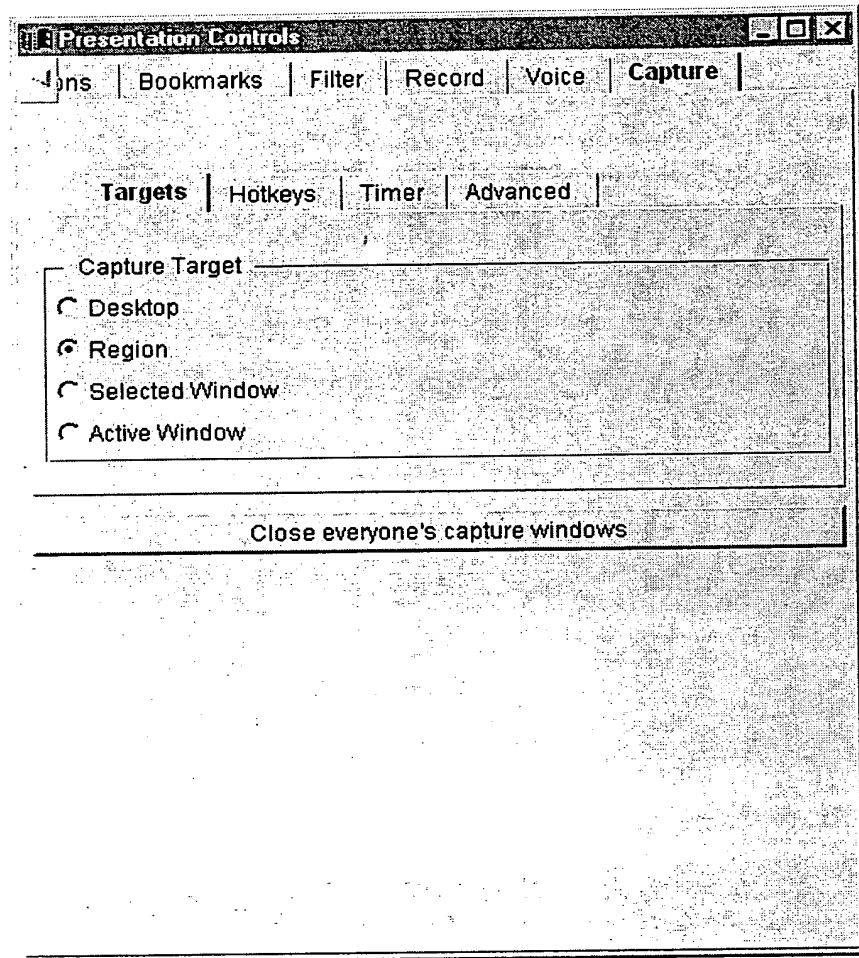 Presentation Controls
ons Bookmarks Filter Record Voice Capture
Targets Hotkeys Timer Advanced
Capture Target
Desktop
Region
Selected Window
Active Window
Close everyone's capture windows